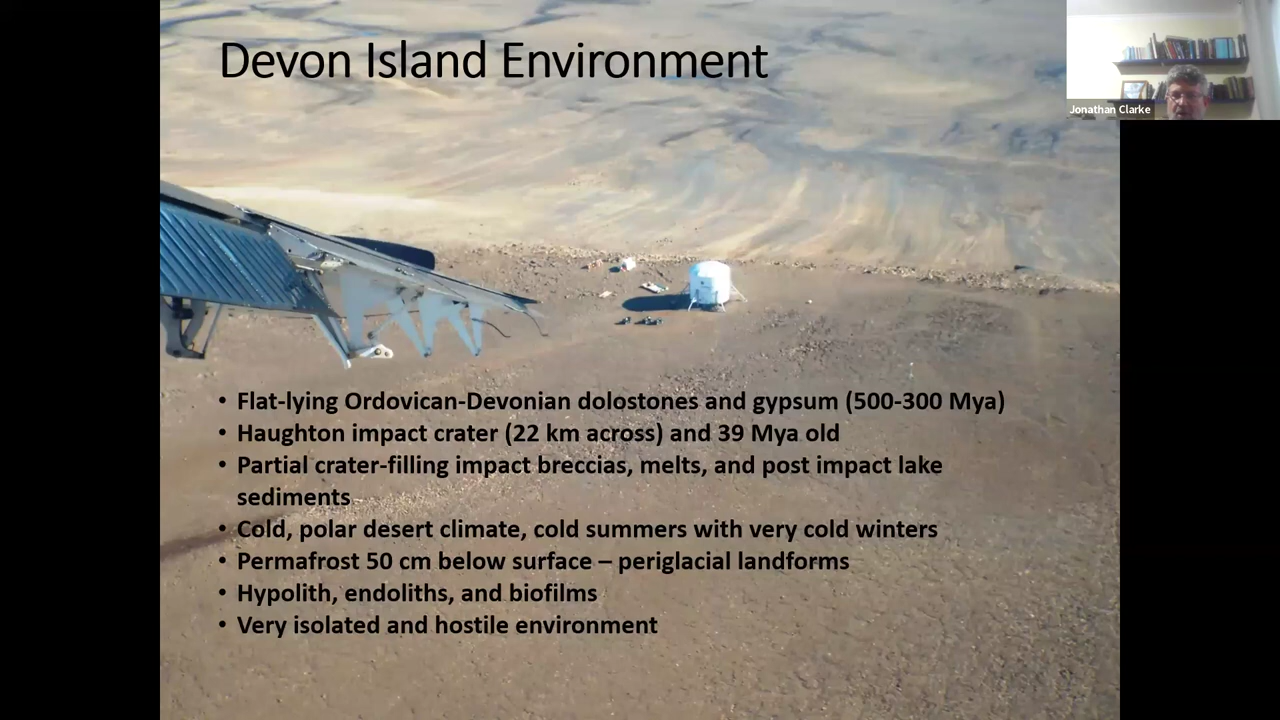 Devon Island Environment
Jonathan Clarke
• Flat-lying Ordovican-Devonian dolostones and gypsum (500-300 Mya)
• Haughton impact crater (22 km across) and 39 Mya old
• Partial crater-filling impact breccias, melts, and post impact lake
sediments
• Cold, polar desert climate, cold summers with very cold winters
• Permafrost 50 cm below surface – periglacial landforms
• Hypolith, endoliths, and biofilms
• Very isolated and hostile environment